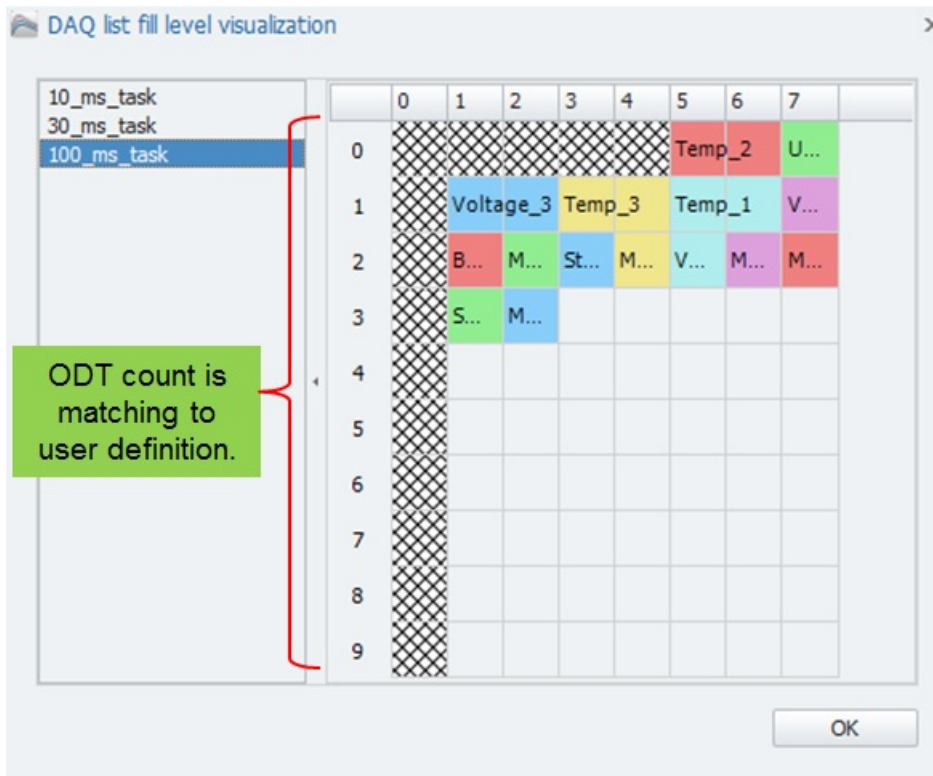 DAQ list fill level visualization
10_ms_task
30_ms_task
100_ms_task
0 1 2 3 4 5 6 7
0 Temp_2 U...
1 Voltage_3 Temp_3 Temp_1 V...
2 B... M... St... M... V... M... M...
3 S... M...
4
5
6
7
8
9
ODT count is
matching to
user definition.
OK